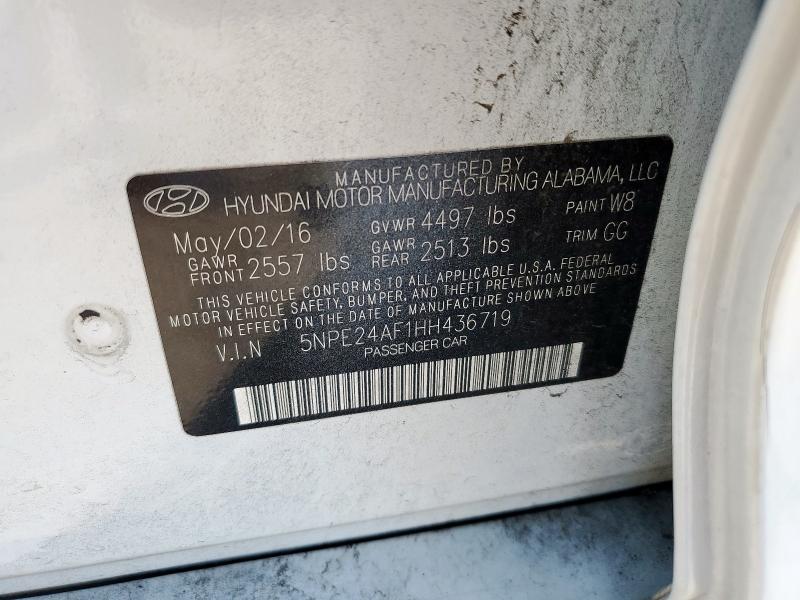 MANUFACTURED BY
HYUNDAI MOTOR MANUFACTURING ALABAMA, LLC
May/02/16 GVWR 4497 lbs PAINT W8
GAWR FRONT 2557 lbs GAWR REAR 2513 lbs TRIM GG
THIS VEHICLE CONFORMS TO ALL APPLICABLE U.S.A. FEDERAL
MOTOR VEHICLE SAFETY, BUMPER, AND THEFT PREVENTION STANDARDS
IN EFFECT ON THE DATE OF MANUFACTURE SHOWN ABOVE
V.I.N 5NPE24AF1HH436719
PASSENGER CAR